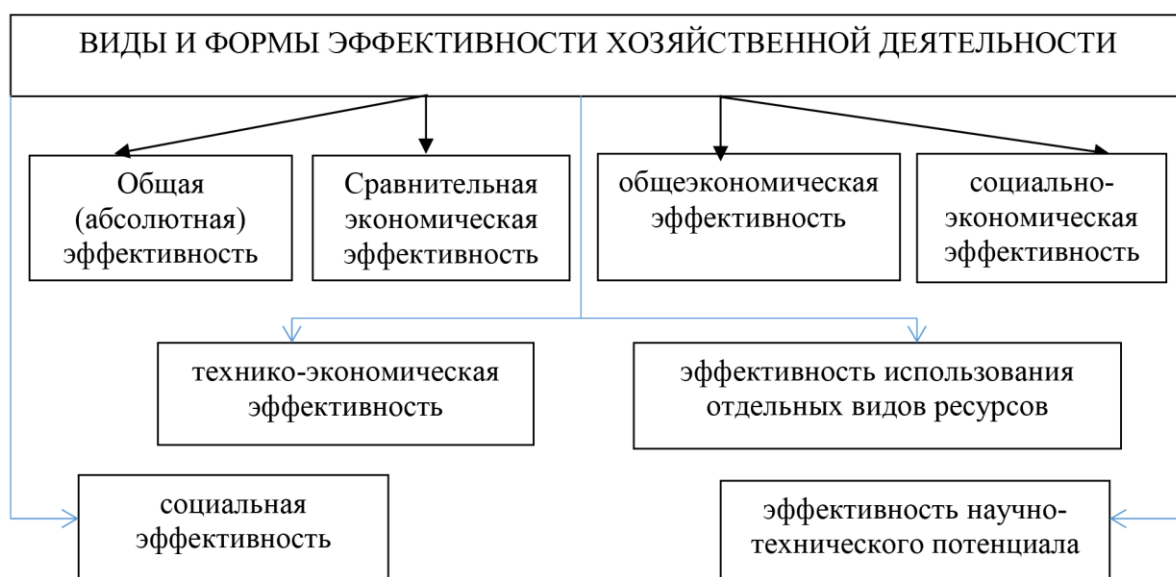 ВИДЫ И ФОРМЫ ЭФФЕКТИВНОСТИ ХОЗЯЙСТВЕННОЙ ДЕЯТЕЛЬНОСТИ
Общая
(абсолютная)
эффективность
Сравнительная
экономическая
эффективность
общеэкономическая
эффективность
социально-
экономическая
эффективность
технико-экономическая
эффективность
эффективность использования
отдельных видов ресурсов
социальная
эффективность
эффективность научно-
технического потенциала